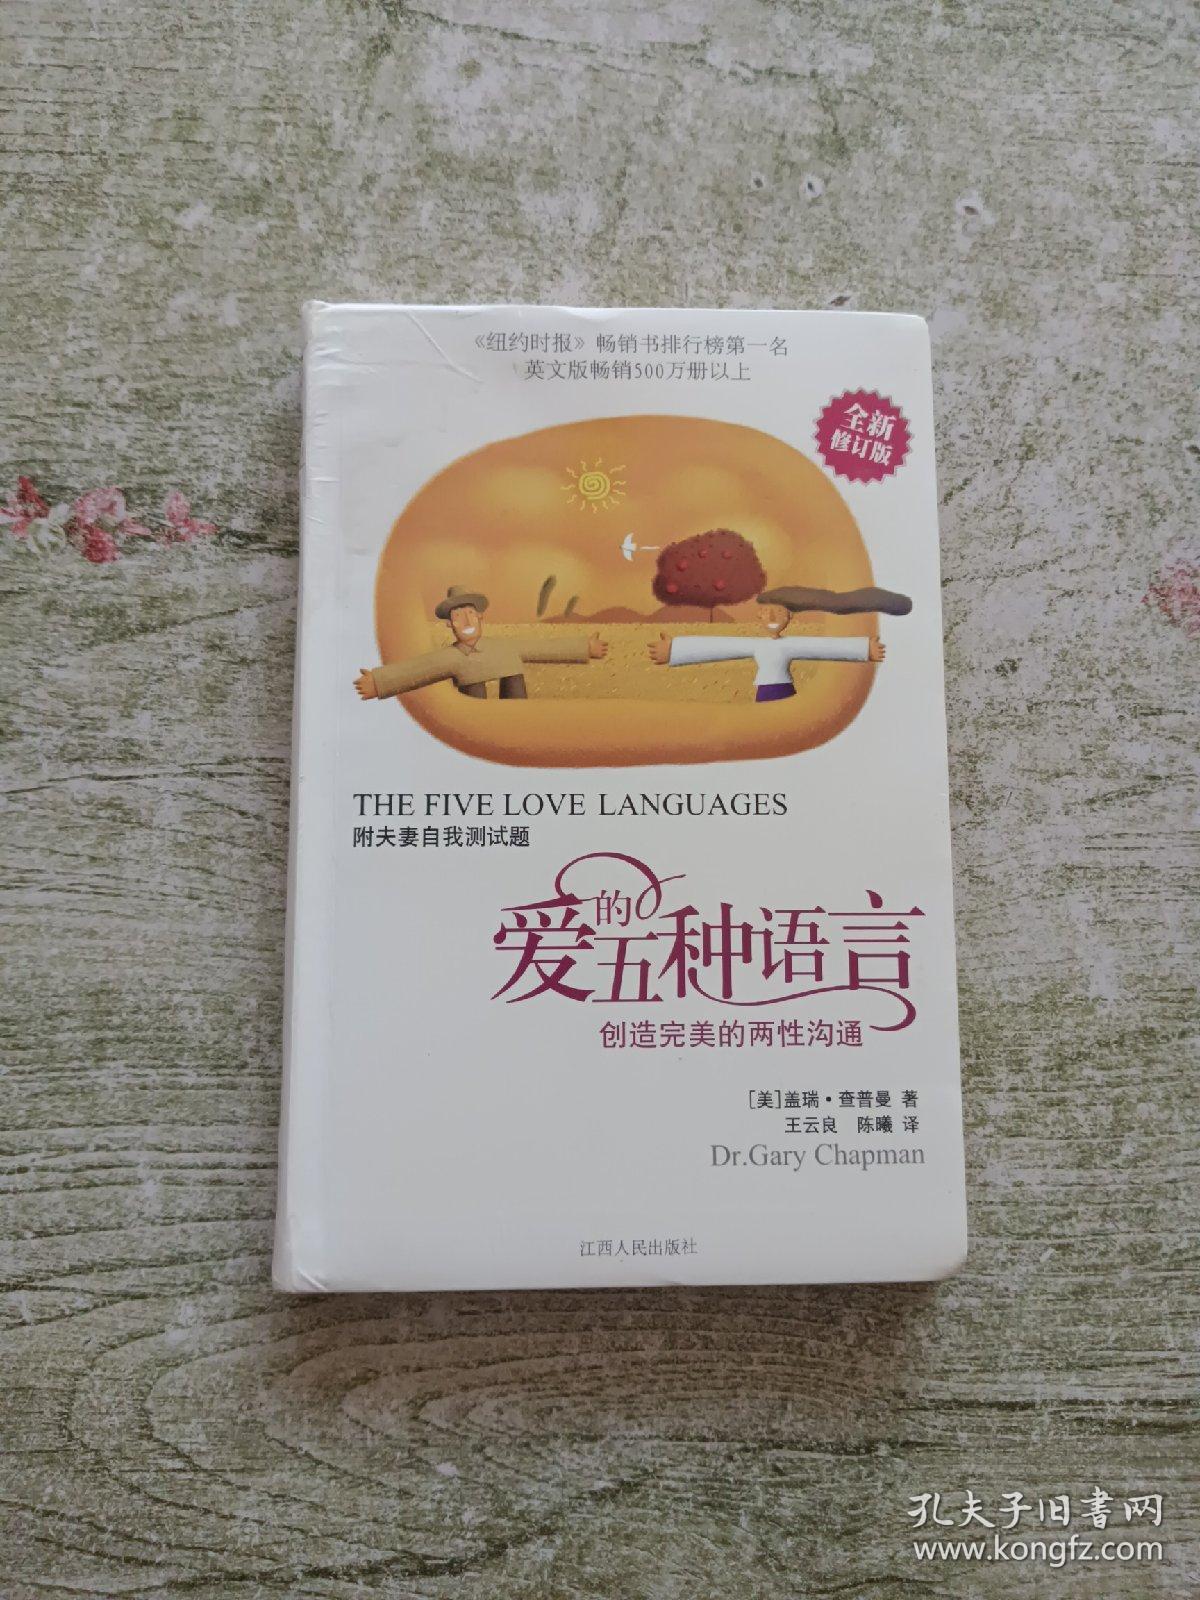 《纽约时报》畅销书排行榜第一名
英文版畅销500万册以上
全新
修订版
THE FIVE LOVE LANGUAGES
附夫妻自我测试题
爱的五种语言
创造完美的两性沟通
[美]盖瑞·查普曼 著
王云良 陈曦 译
Dr.Gary Chapman
江西人民出版社
孔夫子旧书网
www.kongfz.com